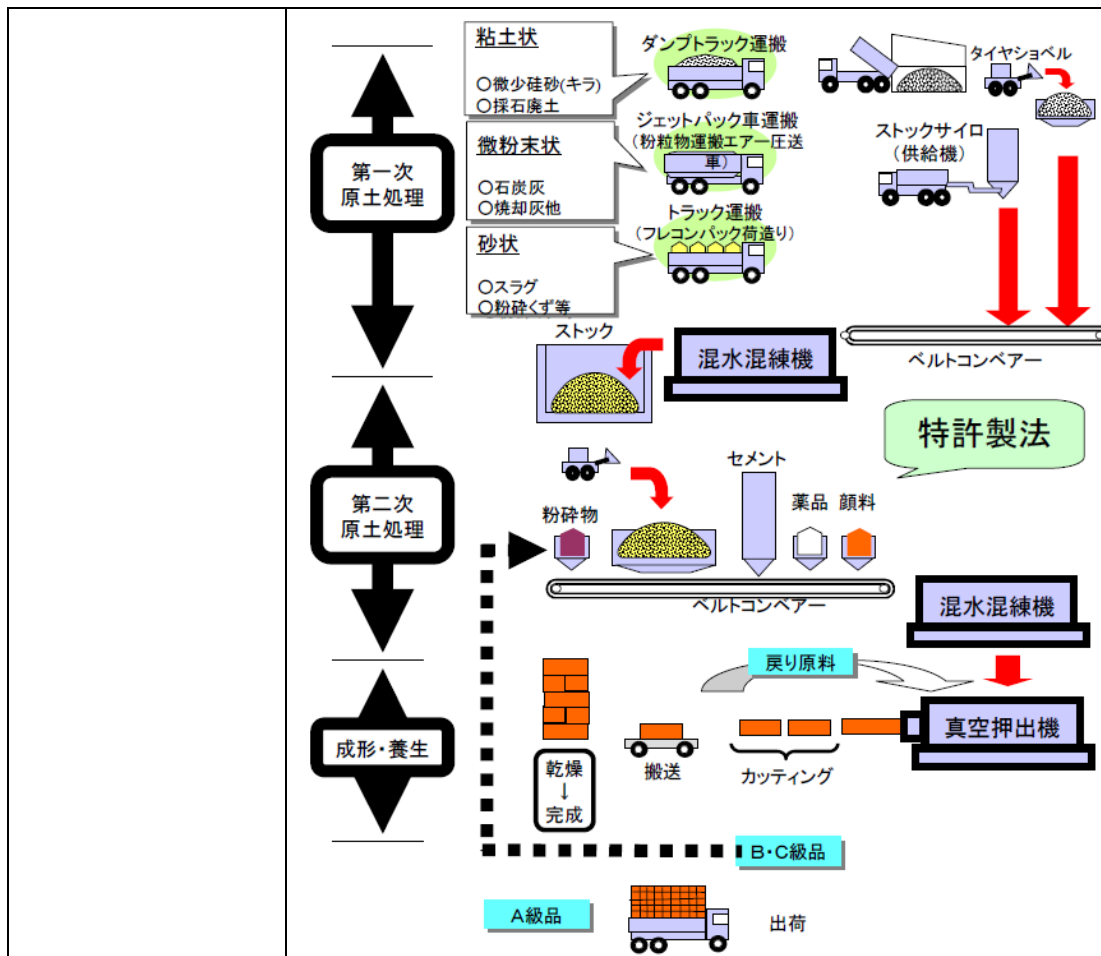 粘土状
○微少硅砂(キラ)
○採石廃土
ダンプトラック運搬
タイヤショベル
微粉末状
○石炭灰
○焼却灰他
ジェットパック車運搬
(粉粒物運搬エアー圧送
車)
ストックサイロ
(供給機)
第一次
原土処理
砂状
○スラグ
○粉砕くず等
トラック運搬
(フレコンパック荷造り)
ストック
混水混練機
ベルトコンベアー
特許製法
第二次
原土処理
粉砕物
セメント
薬品
顔料
ベルトコンベアー
混水混練機
戻り原料
成形・養生
乾燥
↓
完成
搬送
カッティング
真空押出機
B・C級品
A級品
出荷